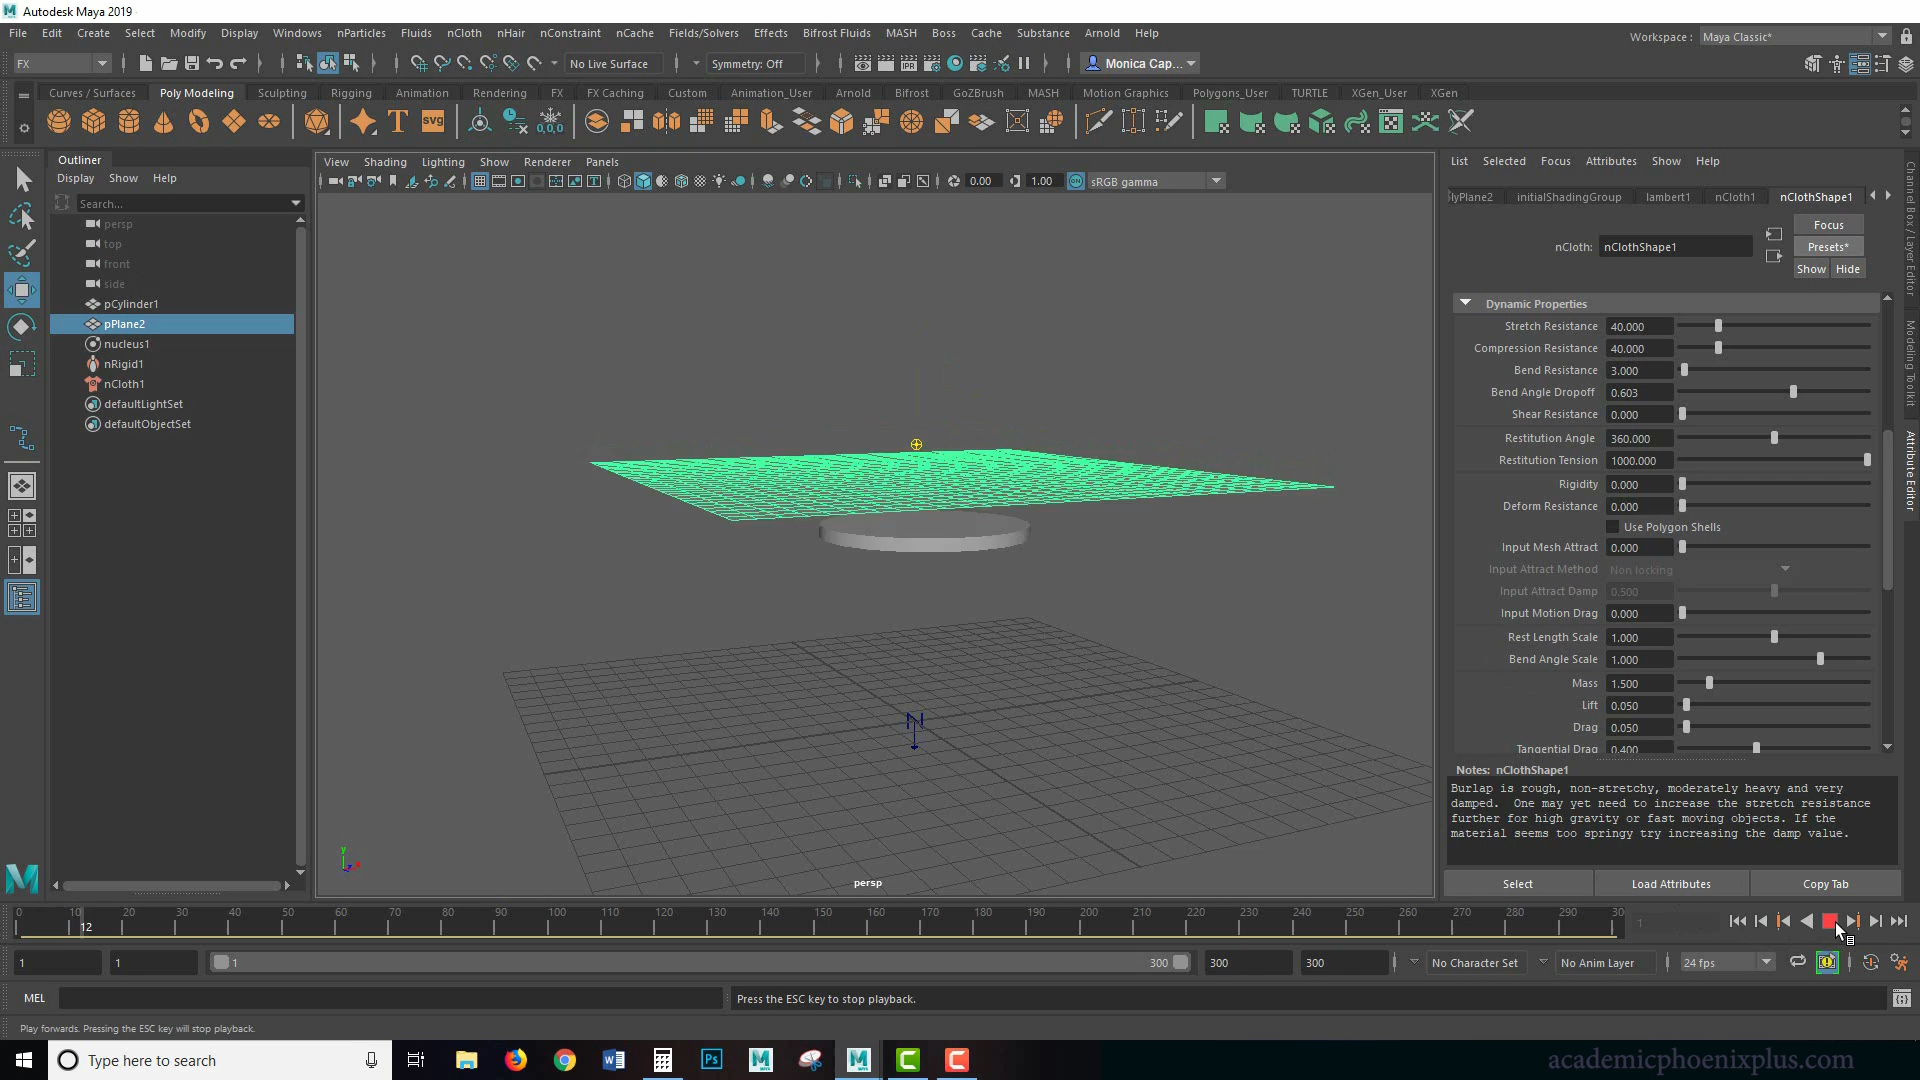 Autodesk Maya 2019
File Edit Create Select Modify Display Windows nParticles Fluids nCloth nHair nConstraint nCache Fields/Solvers Effects Bifrost Fluids MASH Boss Cache Substance Arnold Help
Workspace : Maya Classic*
FX No Live Surface Symmetry: Off Monica Cap...
Curves / Surfaces Poly Modeling Sculpting Rigging Animation Rendering FX FX Caching Custom Animation_User Arnold Bifrost GoZBrush MASH Motion Graphics Polygons_User TURTLE XGen_User XGen
T svg 0,0,0
Outliner
Display Show Help
Search...
persp
top
front
side
pCylinder1
pPlane2
nucleus1
nRigid1
nCloth1
defaultLightSet
defaultObjectSet
View Shading Lighting Show Renderer Panels
0.00 1.00 sRGB gamma
N
y
persp
List Selected Focus Attributes Show Help
lyPlane2 initialShadingGroup lambert1 nCloth1 nClothShape1
nCloth: nClothShape1
Focus
Presets*
Show Hide
Dynamic Properties
Stretch Resistance 40.000
Compression Resistance 40.000
Bend Resistance 3.000
Bend Angle Dropoff 0.603
Shear Resistance 0.000
Restitution Angle 360.000
Restitution Tension 1000.000
Rigidity 0.000
Deform Resistance 0.000
Use Polygon Shells
Input Mesh Attract 0.000
Input Attract Method Non locking
Input Attract Damp 0.500
Input Motion Drag 0.000
Rest Length Scale 1.000
Bend Angle Scale 1.000
Mass 1.500
Lift 0.050
Drag 0.050
Tangential Drag 0.400
Notes: nClothShape1
Burlap is rough, non-stretchy, moderately heavy and very
damped. One may yet need to increase the stretch resistance
further for high gravity or fast moving objects. If the
material seems too springy try increasing the damp value.
Select Load Attributes Copy Tab
Channel Box / Layer Editor
Modeling Toolkit
Attribute Editor
0 10 20 30 40 50 60 70 80 90 100 110 120 130 140 150 160 170 180 190 200 210 220 230 240 250 260 270 280 290 30
12
1
1 1 1 300 300 300 No Character Set No Anim Layer 24 fps
MEL Press the ESC key to stop playback.
Play forwards. Pressing the ESC key will stop playback.
Type here to search
academicphoenixplus.com